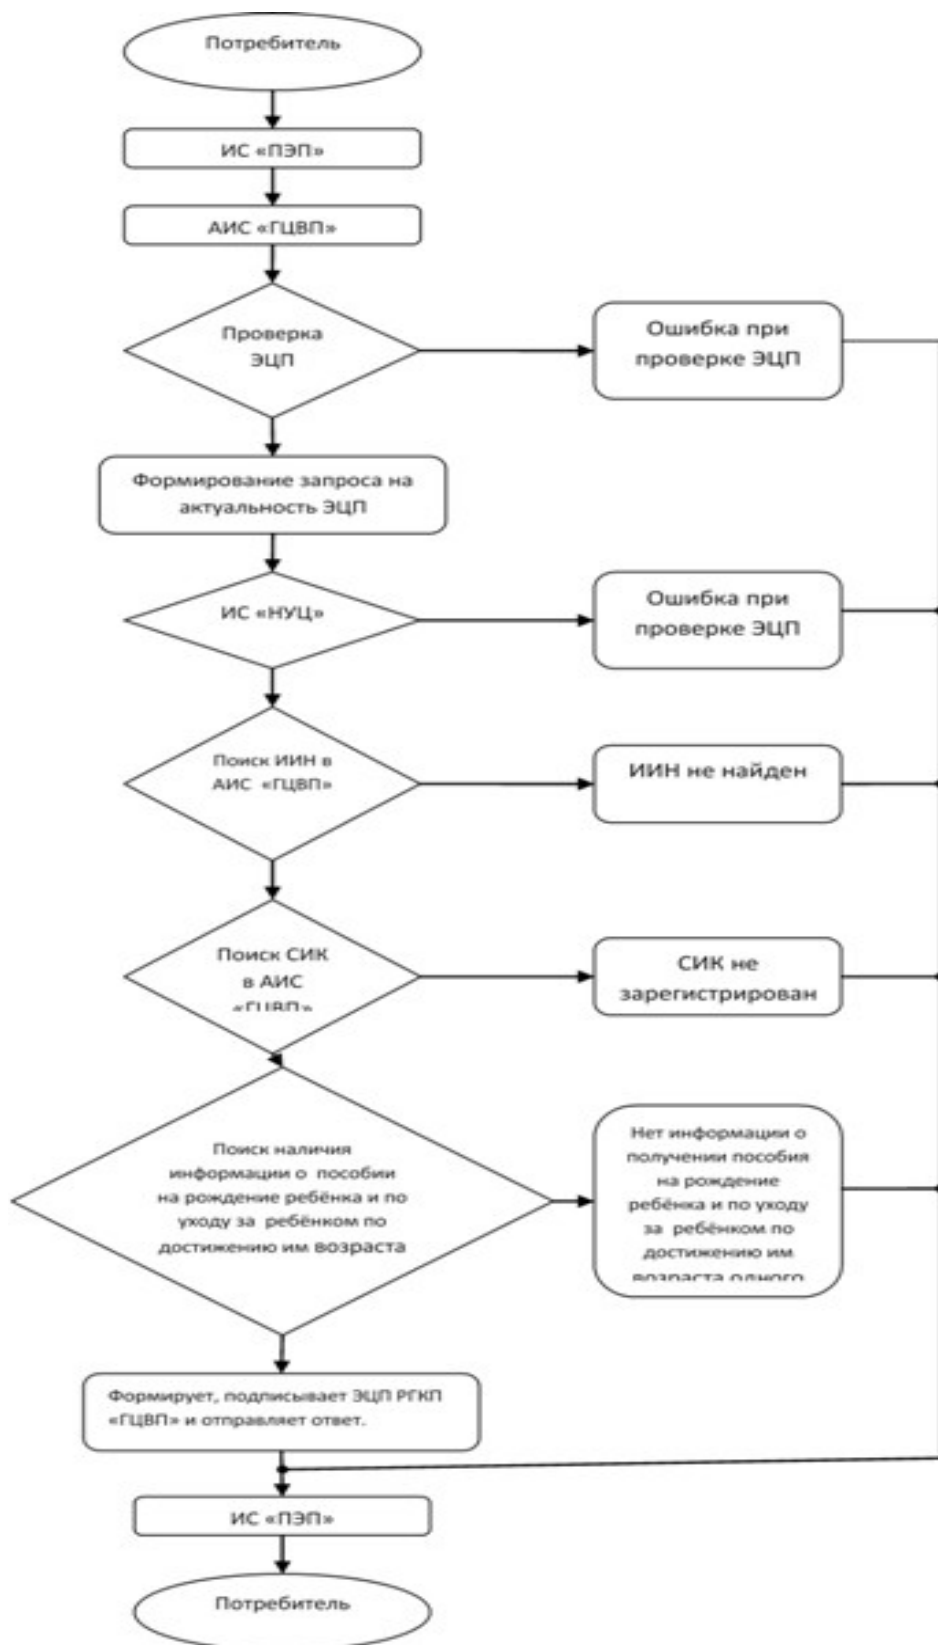 Потребитель
ИС «ПЭП»
АИС «ГЦВП»
Проверка
ЭЦП
Ошибка при
проверке ЭЦП
Формирование запроса на
актуальность ЭЦП
ИС «НУЦ»
Ошибка при
проверке ЭЦП
Поиск ИИН в
АИС «ГЦВП»
ИИН не найден
Поиск СИК
в АИС
«ГЦВП»
СИК не
зарегистрирован
Поиск наличия
информации о пособии
на рождение ребёнка и по
уходу за ребёнком по
достижению им возраста
Нет информации о
получении пособия
на рождение
ребёнка и по уходу
за ребёнком по
достижению им
возраста одного
Формирует, подписывает ЭЦП РГКП
«ГЦВП» и отправляет ответ.
ИС «ПЭП»
Потребитель